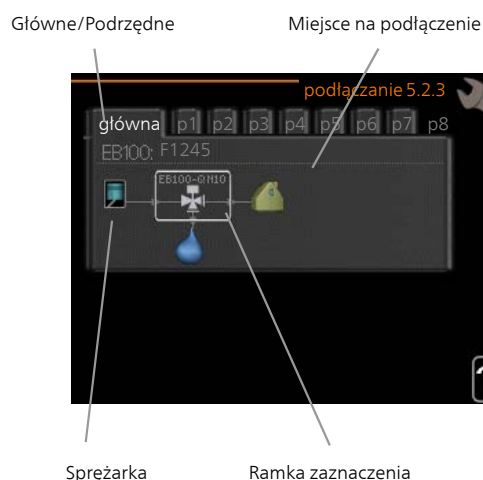 Główne/Podrzędne
Miejsce na podłączenie
podłączanie 5.2.3
główna p1 p2 p3 p4 p5 p6 p7 p8
EB100: F1245
EB100-QN10
Sprężarka
Ramka zaznaczenia